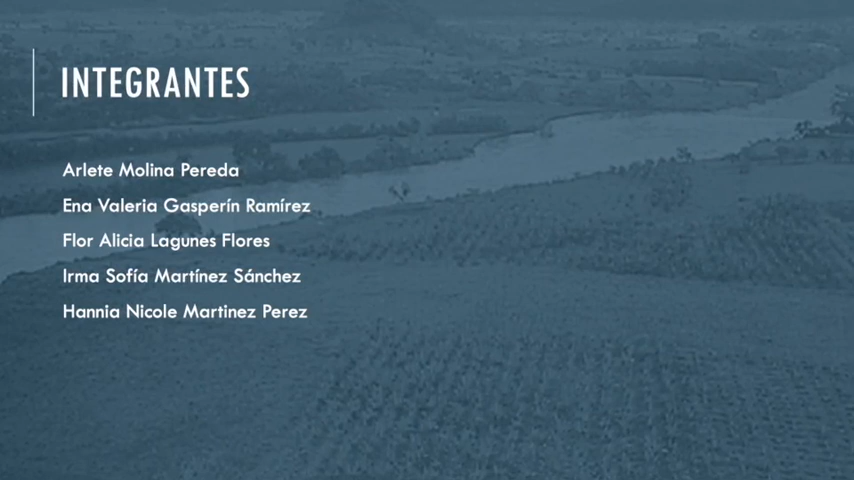 INTEGRANTES
Arlete Molina Pereda
Ena Valeria Gasperín Ramírez
Flor Alicia Lagunes Flores
Irma Sofía Martínez Sánchez
Hannia Nicole Martinez Perez